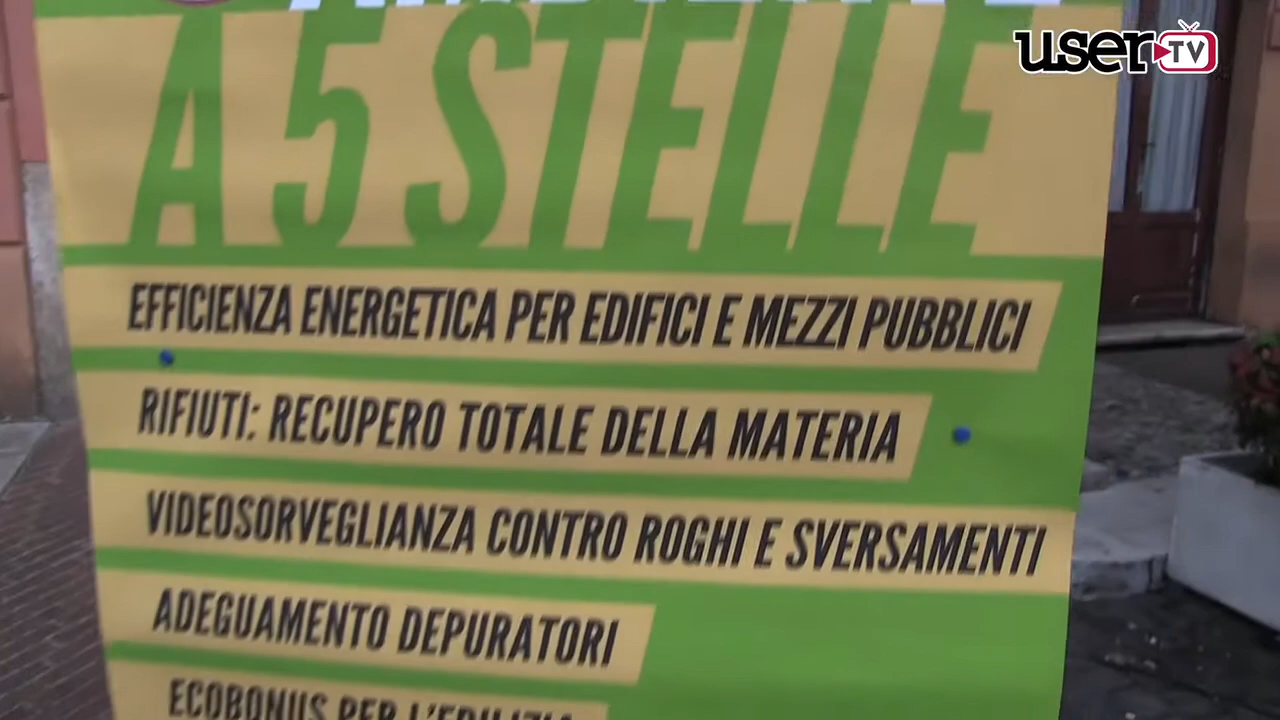 AMBIENTE
A 5 STELLE
EFFICIENZA ENERGETICA PER EDIFICI E MEZZI PUBBLICI
RIFIUTI: RECUPERO TOTALE DELLA MATERIA
VIDEOSORVEGLIANZA CONTRO ROGHI E SVERSAMENTI
ADEGUAMENTO DEPURATORI
ECOBONUS PER L'EDILIZIA
user TV